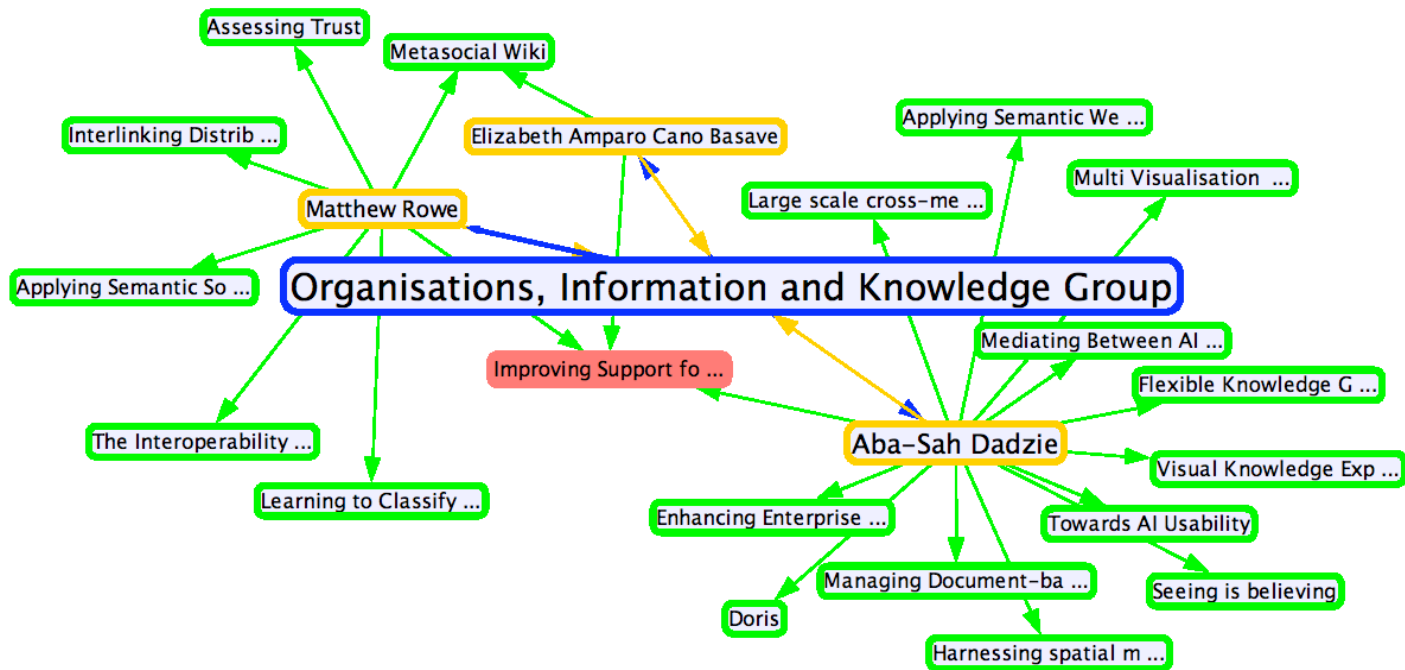 Assessing Trust
Metasocial Wiki
Interlinking Distrib ...
Elizabeth Amparo Cano Basave
Applying Semantic We ...
Multi Visualisation ...
Large scale cross-me ...
Matthew Rowe
Applying Semantic So ...
Organisations, Information and Knowledge Group
Mediating Between AI ...
Improving Support fo ...
Flexible Knowledge G ...
The Interoperability ...
Aba-Sah Dadzie
Visual Knowledge Exp ...
Learning to Classify ...
Enhancing Enterprise ...
Towards AI Usability
Managing Document-ba ...
Seeing is believing
Doris
Harnessing spatial m ...